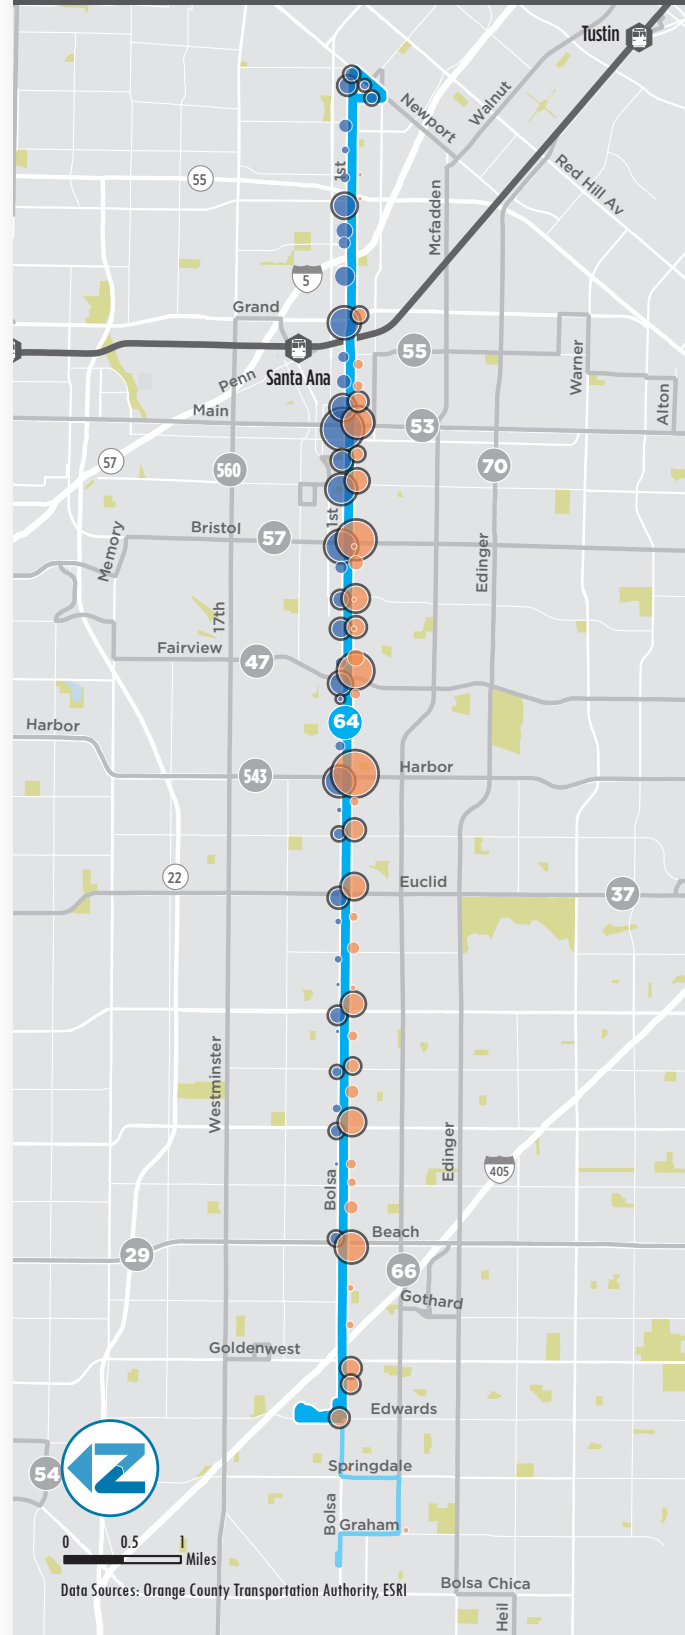 Tustin
Newport
Walnut
Red Hill Av
1st
55
Mcfadden
5
Grand
Santa Ana
55
Warner
Penn
Main
Alton
53
57
560
70
1st
Bristol
57
Memory
Edinger
17th
Fairview
47
64
Harbor
543
Harbor
22
Euclid
37
Westminster
Edinger
405
Bolsa
Beach
29
66
Gothard
Goldenwest
Edwards
Z
54
Springdale
Bolsa
Graham
0 0.5 1
Miles
Bolsa Chica
Data Sources: Orange County Transportation Authority, ESRI
Heil